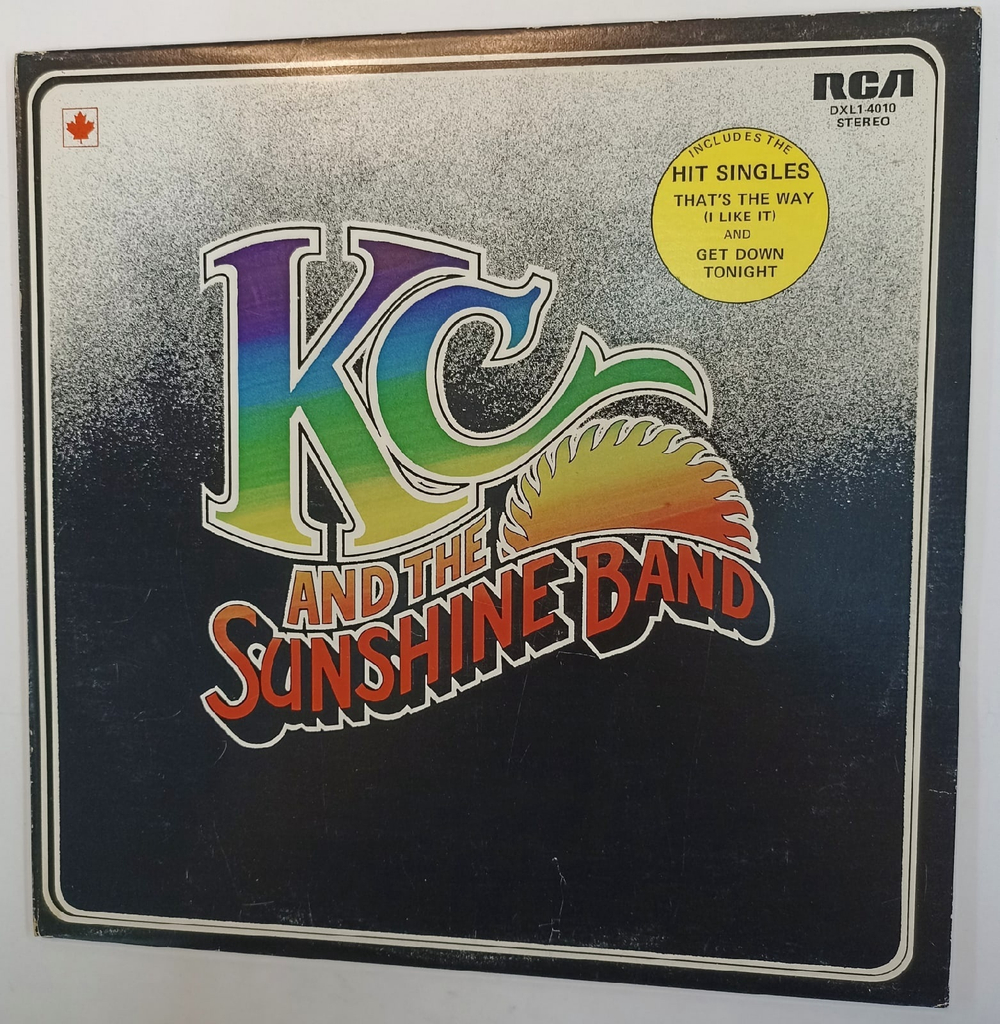 RCA
DXL1-4010
STEREO
INCLUDES THE
HIT SINGLES
THAT'S THE WAY
(I LIKE IT)
AND
GET DOWN
TONIGHT
KC
AND THE
SUNSHINE BAND